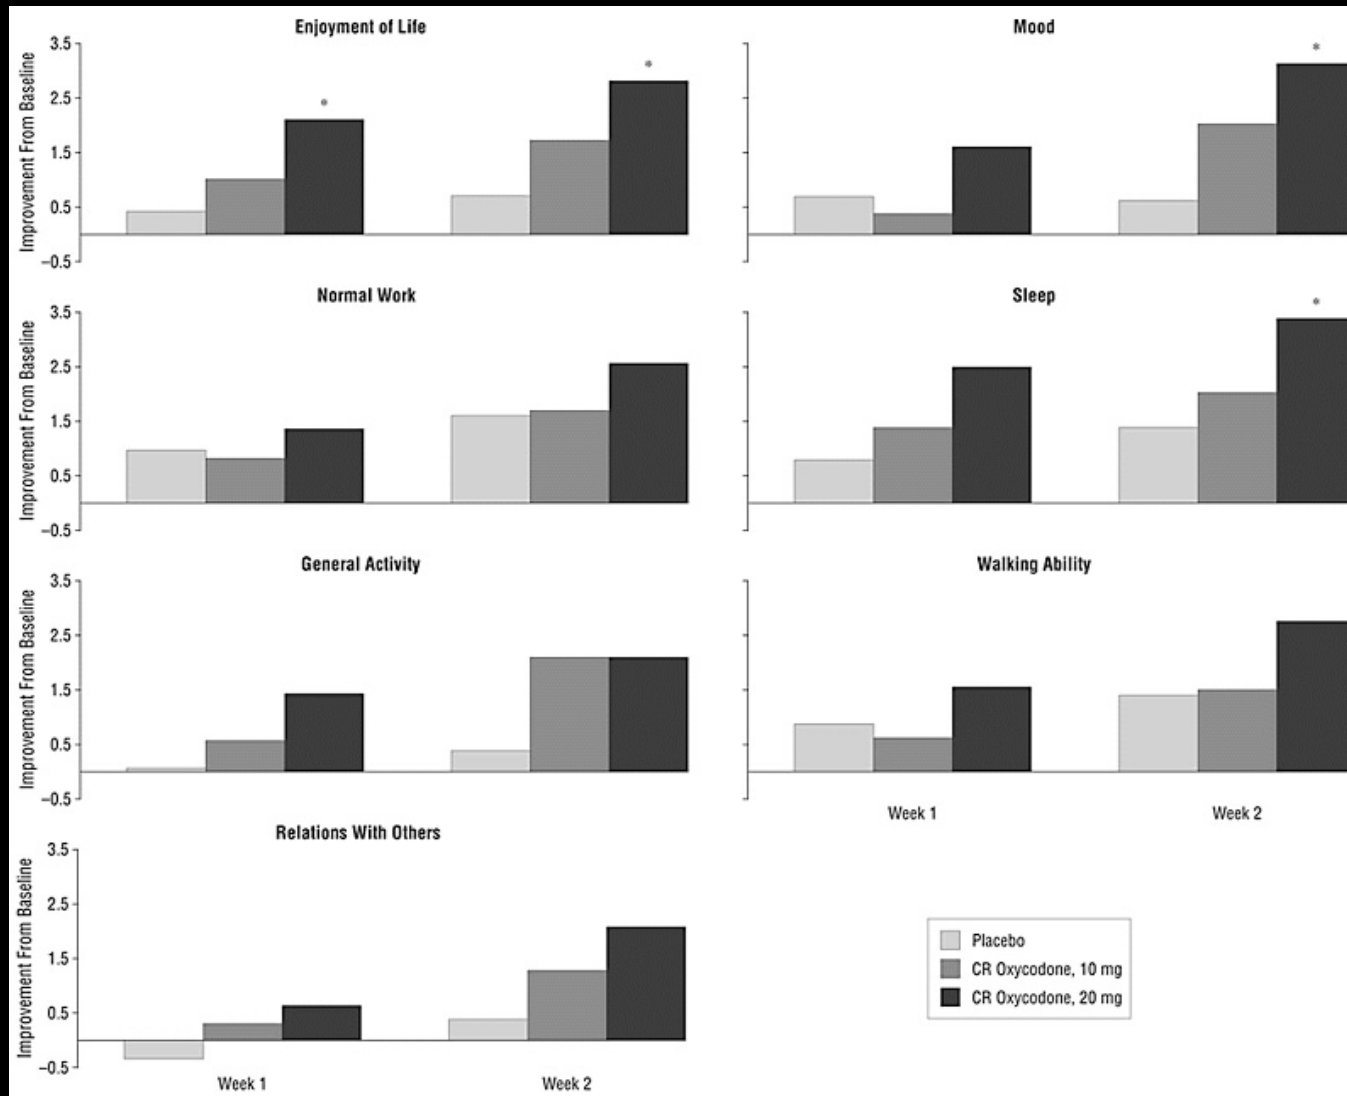 Enjoyment of Life
Improvement From Baseline
3.5
2.5
1.5
0.5
–0.5
*
*
Mood
*
Normal Work
Improvement From Baseline
3.5
2.5
1.5
0.5
–0.5
Sleep
*
General Activity
Improvement From Baseline
3.5
2.5
1.5
0.5
–0.5
Walking Ability
Week 1
Week 2
Relations With Others
Improvement From Baseline
3.5
2.5
1.5
0.5
–0.5
Week 1
Week 2
Placebo
CR Oxycodone, 10 mg
CR Oxycodone, 20 mg